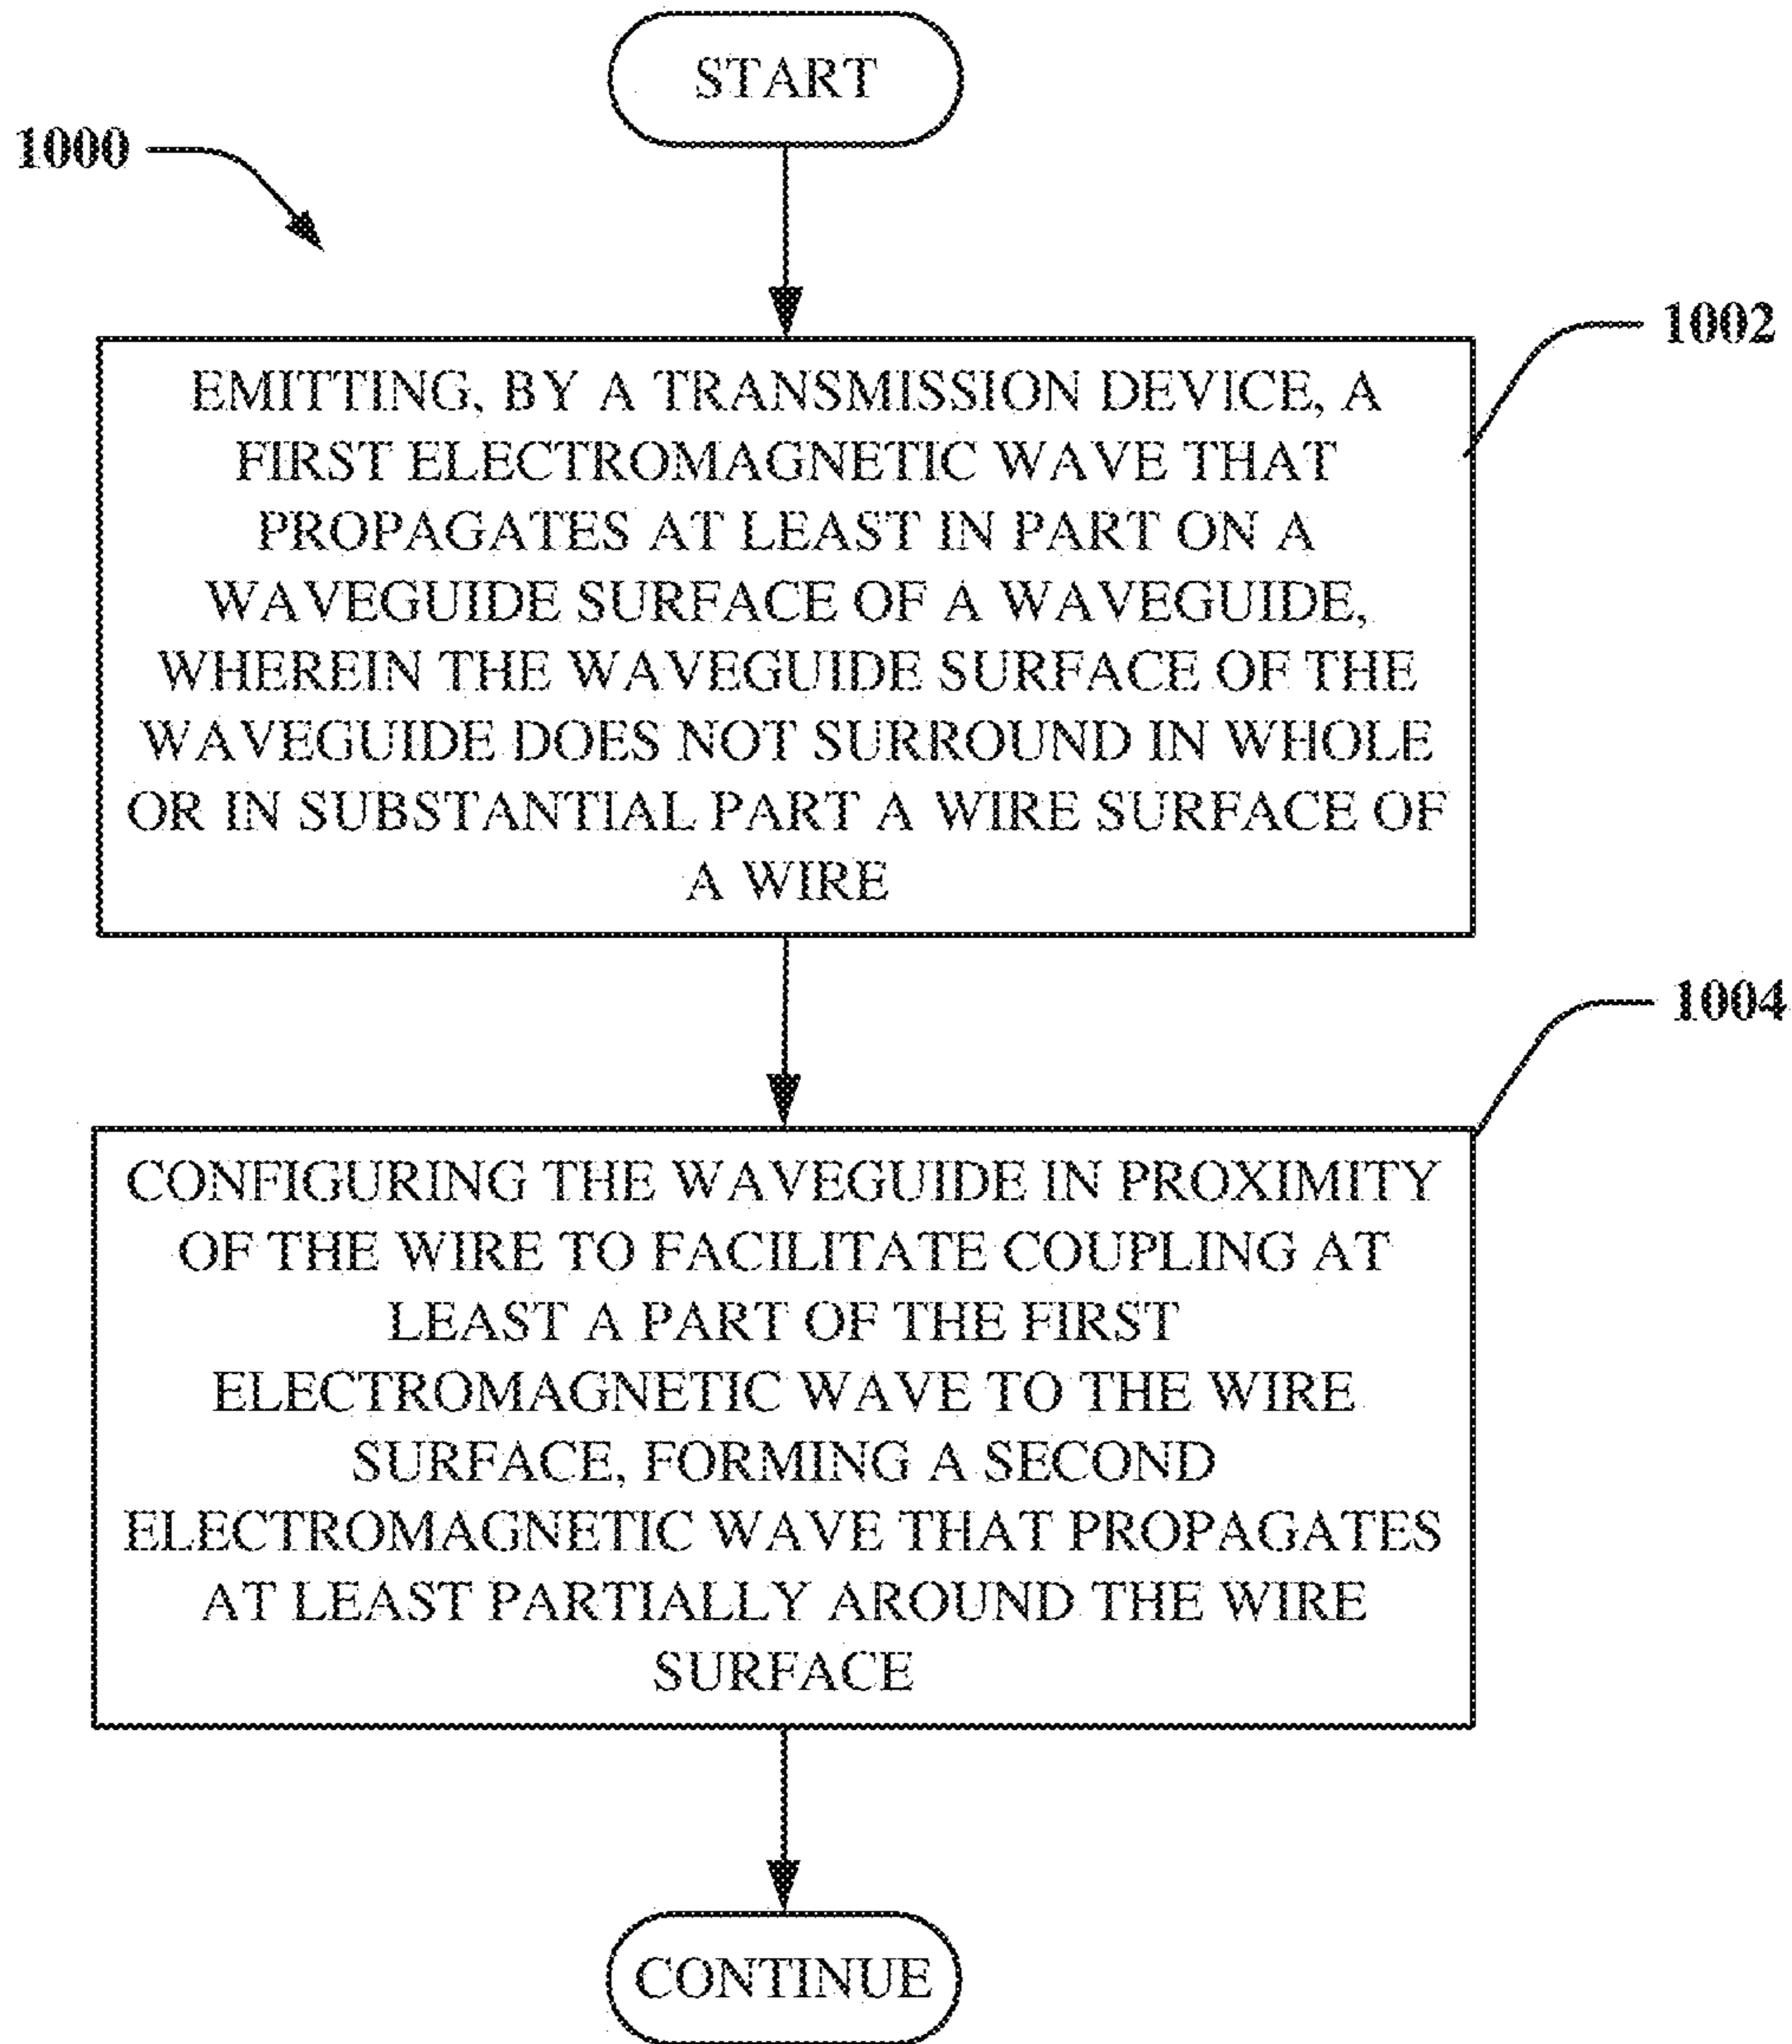 START
1000
1002
EMITTING, BY A TRANSMISSION DEVICE, A
FIRST ELECTROMAGNETIC WAVE THAT
PROPAGATES AT LEAST IN PART ON A
WAVEGUIDE SURFACE OF A WAVEGUIDE,
WHEREIN THE WAVEGUIDE SURFACE OF THE
WAVEGUIDE DOES NOT SURROUND IN WHOLE
OR IN SUBSTANTIAL PART A WIRE SURFACE OF
A WIRE
1004
CONFIGURING THE WAVEGUIDE IN PROXIMITY
OF THE WIRE TO FACILITATE COUPLING AT
LEAST A PART OF THE FIRST
ELECTROMAGNETIC WAVE TO THE WIRE
SURFACE, FORMING A SECOND
ELECTROMAGNETIC WAVE THAT PROPAGATES
AT LEAST PARTIALLY AROUND THE WIRE
SURFACE
CONTINUE